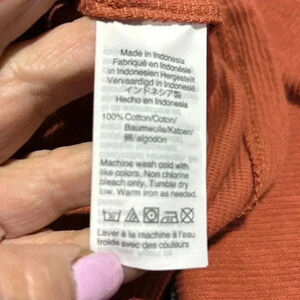 Made in Indonesia
Fabriqué en Indonésie
in Indonesien Hergestellt
Vervaardigd in Indonesië
インドネシア製
Hecho en Indonesia
100% Cotton/Coton/
Baumwolle/Katoen/
綿/algodón
Machine wash cold with
like colors. Non chlorine
bleach only. Tumble dry
low. Warm iron as needed.
Laver à la machine à l'eau
avec des couleurs